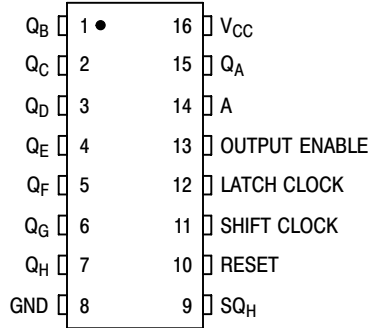 QB 1 16 VCC
QC 2 15 QA
QD 3 14 A
QE 4 13 OUTPUT ENABLE
QF 5 12 LATCH CLOCK
QG 6 11 SHIFT CLOCK
QH 7 10 RESET
GND 8 9 SQH